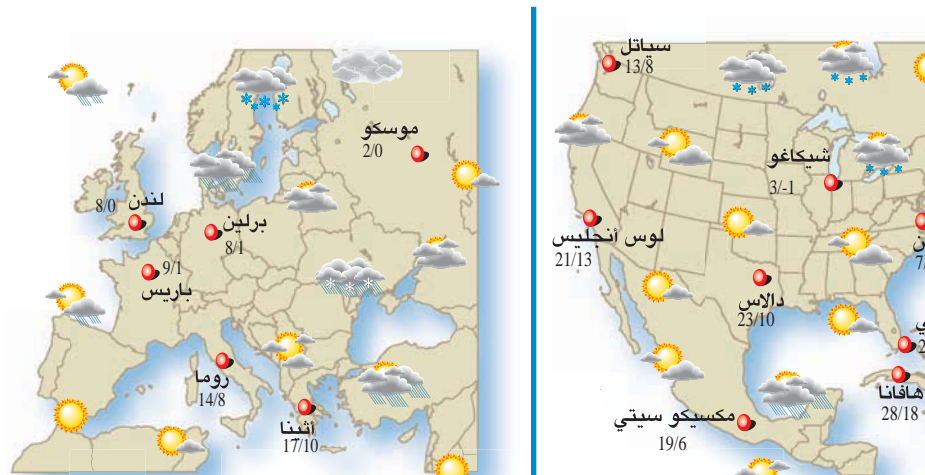 موسكو
2/0
لندن
8/0
برلين
8/1
9/1
باريس
روما
14/8
اثينا
17/10
سياتل
13/8
شيكاغو
3/-1
لوس أنجليس
21/13
دالاس
23/10
هافانا
28/18
مكسيكو سيتي
19/6